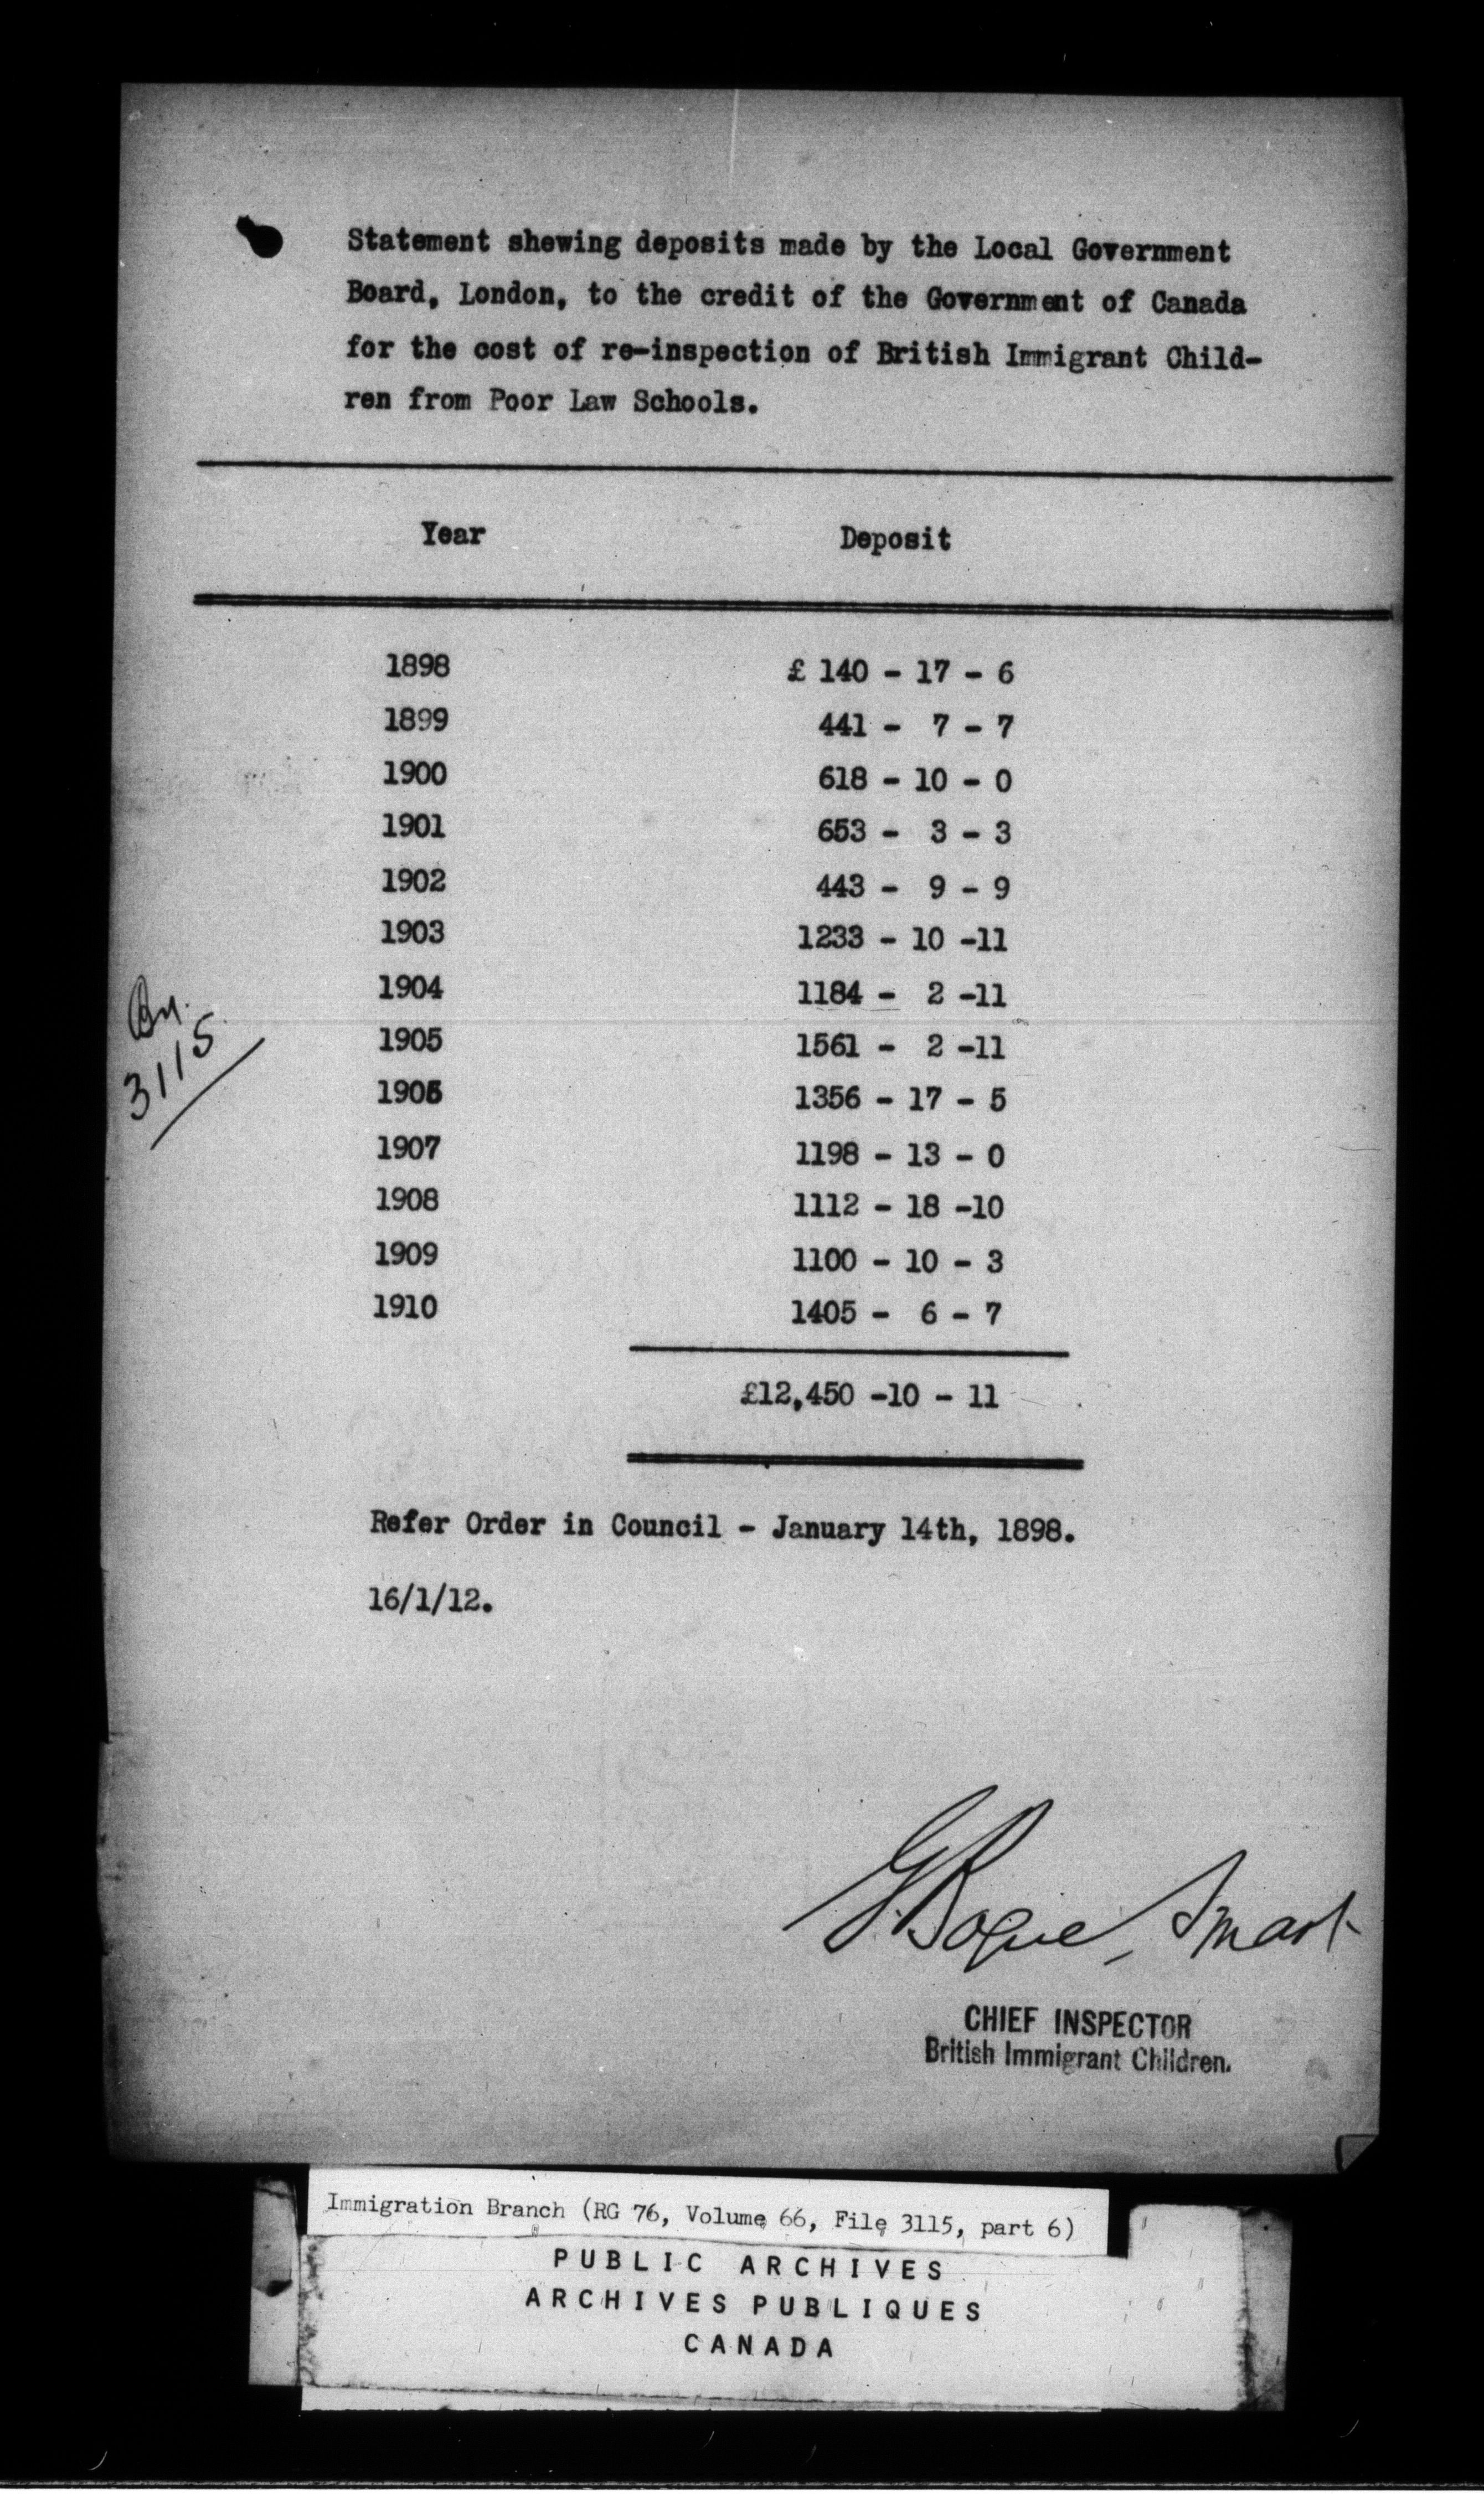 Statement shewing deposits made by the Local Government
Board, London, to the credit of the Government of Canada
for the cost of re-inspection of British Immigrant Child-
ren from Poor Law Schools.
Year Deposit
1898 £ 140 - 17 - 6
1899 441 - 7 - 7
1900 618 - 10 - 0
1901 653 - 3 - 3
1902 443 - 9 - 9
1903 1233 - 10 -11
1904 1184 - 2 -11
1905 1561 - 2 -11
1906 1356 - 17 - 5
1907 1198 - 13 - 0
1908 1112 - 18 -10
1909 1100 - 10 - 3
1910 1405 - 6 - 7
£12,450 -10 - 11
3115
Refer Order in Council - January 14th, 1898.
16/1/12.
G. Bogue Smart
CHIEF INSPECTOR
British Immigrant Children.
Immigration Branch (RG 76, Volume 66, File 3115, part 6)
PUBLIC ARCHIVES
ARCHIVES PUBLIQUES
CANADA